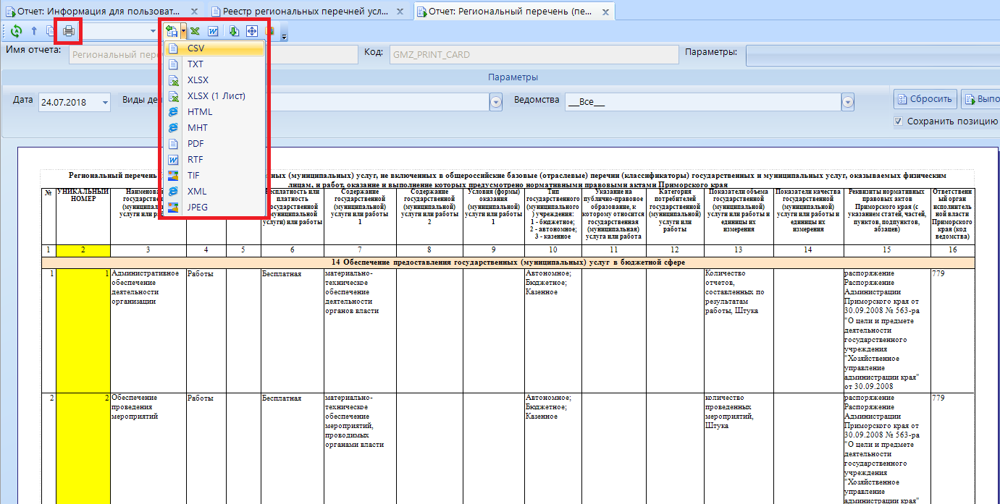 Отчет: Информация для пользоват...
Реестр региональных перечней усл...
Отчет: Региональный перечень (пе...
Имя отчета:
Региональный пере
Код:
GMZ_PRINT_CARD
Параметры:
Параметры
Дата
24.07.2018
Виды де
Ведомства
___Все___
Сбросить
Выпо
Сохранить позицию
CSV
TXT
XLSX
XLSX (1 Лист)
HTML
MHT
PDF
RTF
TIF
XML
JPEG
Региональный перечень
ных (муниципальных) услуг, не включенных в общероссийские базовые (отраслевые) перечни (классификаторы) государственных и муниципальных услуг, оказываемых физическим
лицам, и работ, оказание и выполнение которых предусмотрено нормативными правовыми актами Приморского края
№
УНИКАЛЬНЫЙ
НОМЕР
Наименова
государстве
(муниципал
услуги или р
Бесплатность или
платность
государственной
муниципальной
услуги) или работы
Содержание
государственной
(муниципальной)
услуги или работы
1
Содержание
государственной
(муниципальной)
услуги или работы
2
Условия (формы)
оказания
(муниципальной)
услуги или работы
1
Тип
государственного
(муниципального
) учреждения:
1 - бюджетное;
2 - автономное;
3 - казенное
Указание на
публично-правовое
образование, к
которому относится
государственная
(муниципальная)
услуга или работа
Категория
потребителей
государственной
(муниципальной)
услуги или
работы
Показатели объема
государственной
(муниципальной)
услуги или работы и
единицы их
измерения
Показатели качества
государственной
(муниципальной)
услуги или работы и
единицы их
измерения
Реквизиты нормативных
правовых актов
Приморского края (с
указанием статей, частей,
пунктов, подпунктов,
абзацев)
Ответственн
ый орган
исполнитель
ной власти
Приморского
края (код
ведомства)
1 2 3 4 5 6 7 8 9 10 11 12 13 14 15 16
14 Обеспечение предоставления государственных (муниципальных) услуг в бюджетной сфере
1
1
Административное
обеспечение
деятельности
организации
Работы
Бесплатная
материально-
техническое
обеспечение
деятельности
органов власти
Автономное;
Бюджетное;
Казенное
Количество
отчетов,
составленных по
результатам
работы, Штука
распоряжение
Распоряжение
Администрации
Приморского края от
30.09.2008 № 563-ра
"О цели и предмете
деятельности
государственного
учреждения
"Хозяйственное
управление
администрации края"
от 30.09.2008
779
2
2
Обеспечение
проведения
мероприятий
Работы
Бесплатная
материально-
техническое
обеспечение
мероприятий,
проводимых
органами власти
Автономное;
Бюджетное;
Казенное
количество
проведенных
мероприятий,
Штука
распоряжение
Распоряжение
Администрации
Приморского края от
30.09.2008 № 563-ра
"О цели и предмете
деятельности
государственного
учреждения
"Хозяйственное
управление
администрации края"
779